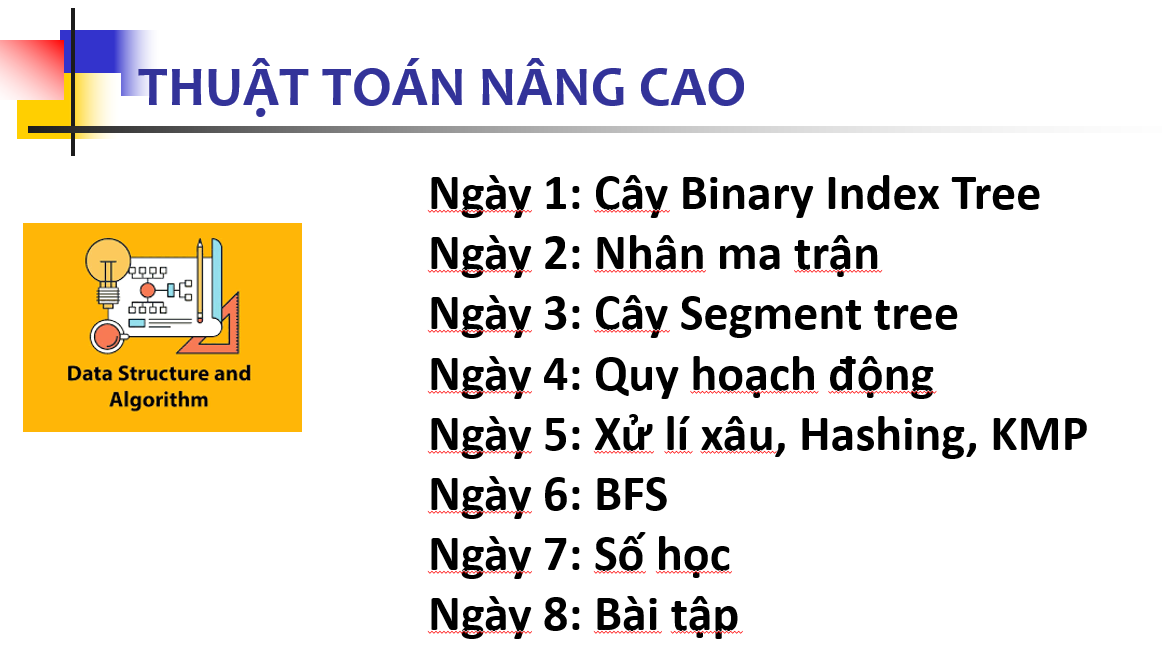 THUẬT TOÁN NÂNG CAO
Data Structure and
Algorithm
Ngày 1: Cây Binary Index Tree
Ngày 2: Nhân ma trận
Ngày 3: Cây Segment tree
Ngày 4: Quy hoạch động
Ngày 5: Xử lí xâu, Hashing, KMP
Ngày 6: BFS
Ngày 7: Số học
Ngày 8: Bài tập